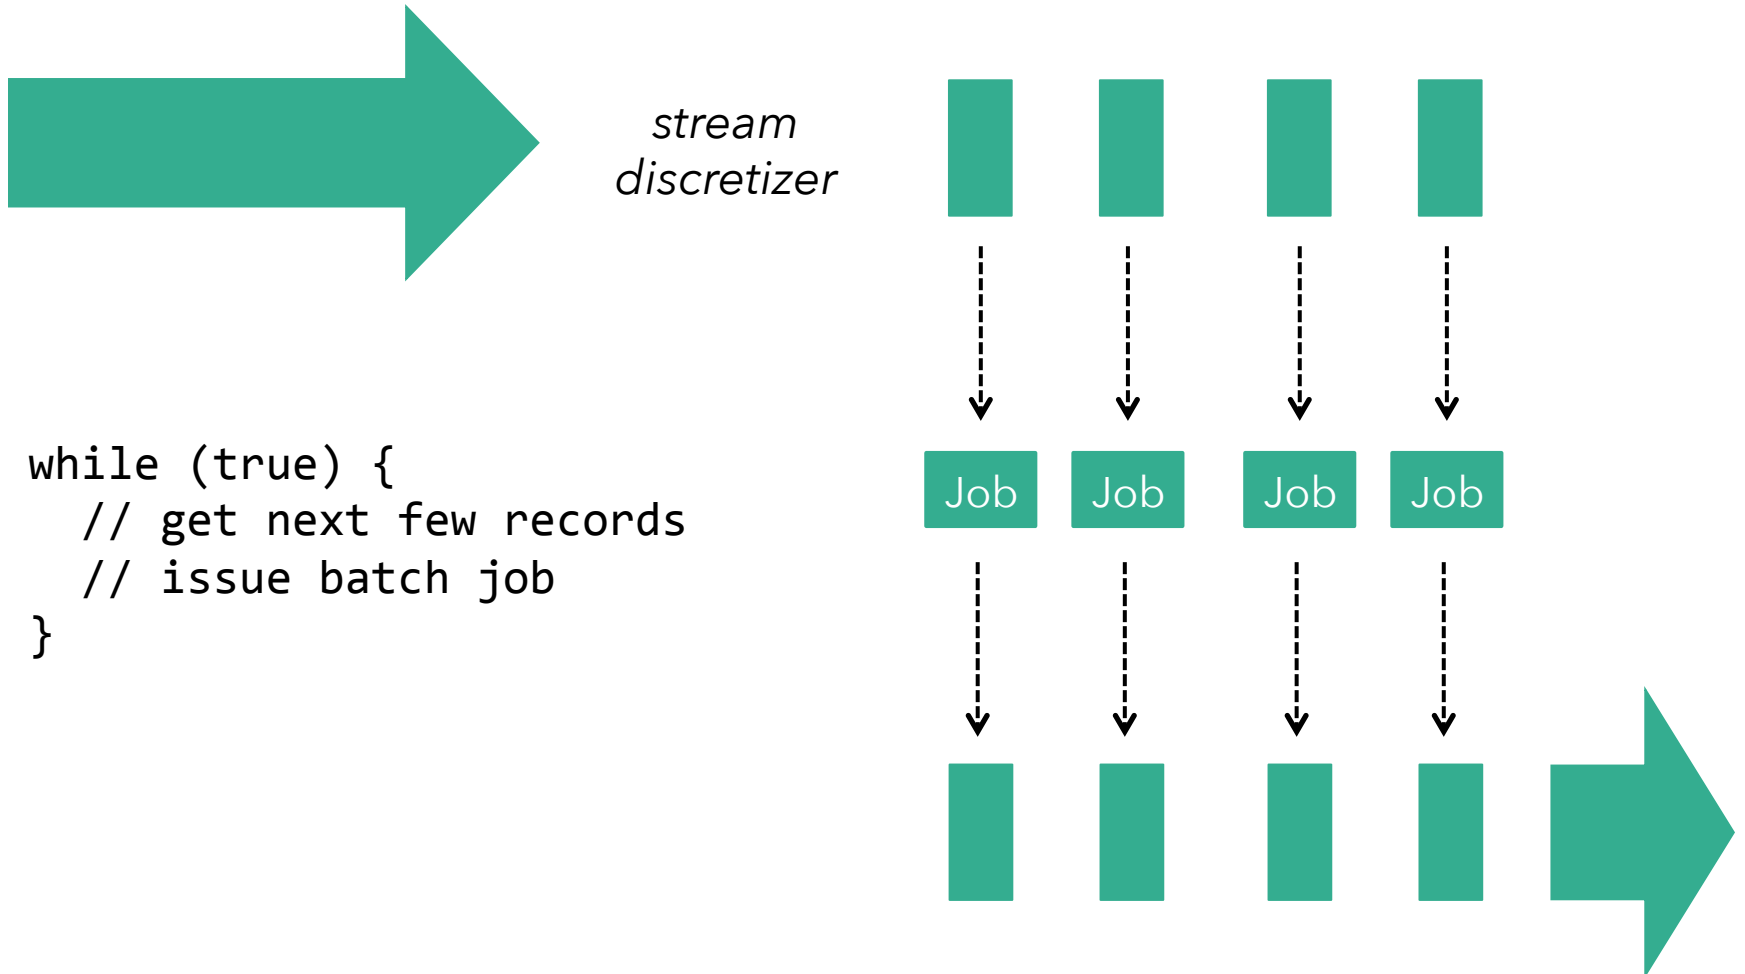 stream
discretizer
while (true) {
  // get next few records
  // issue batch job
}
Job Job Job Job